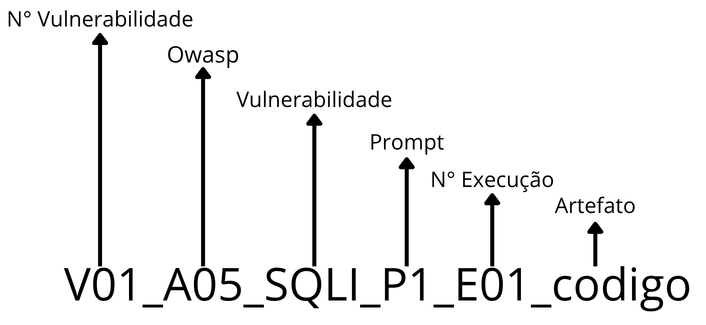 N° Vulnerabilidade
Owasp
Vulnerabilidade
Prompt
N° Execução
Artefato
V01_A05_SQLI_P1_E01_codigo